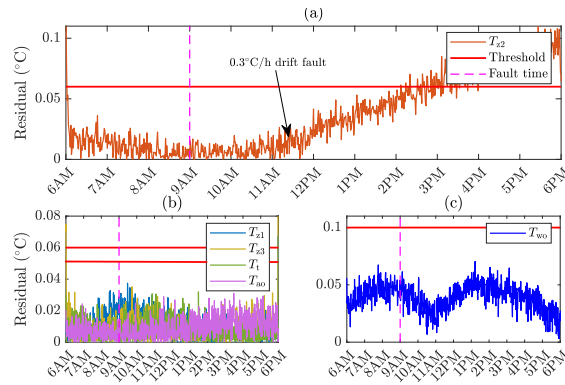 (a)
Residual (°C)
0.1
0.05
0
T_z2
Threshold
Fault time
0.3°C/h drift fault
6AM 7AM 8AM 9AM 10AM 11AM 12PM 1PM 2PM 3PM 4PM 5PM 6PM
(b)
Residual (°C)
0.08
0.06
0.04
0.02
0
T_z1
T_z3
T_t
T_ao
6AM 7AM 8AM 9AM 10AM 11AM 12PM 1PM 2PM 3PM 4PM 5PM 6PM
(c)
0.1
0.05
0
T_wo
6AM 7AM 8AM 9AM 10AM 11AM 12PM 1PM 2PM 3PM 4PM 5PM 6PM